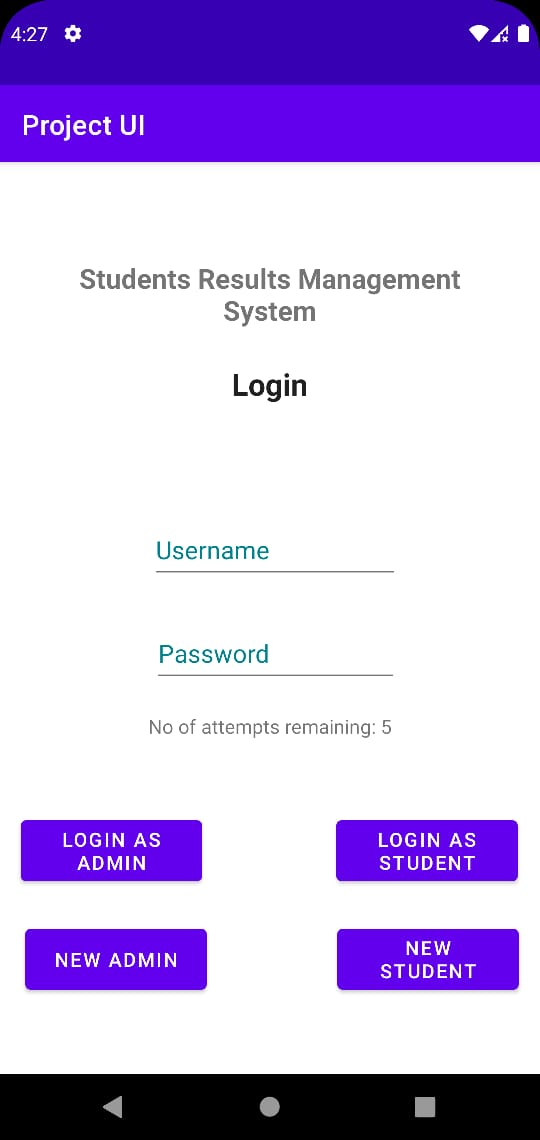 4:27
Project UI
Students Results Management
System
Login
Username
Password
No of attempts remaining: 5
LOGIN AS
ADMIN
LOGIN AS
STUDENT
NEW ADMIN
NEW
STUDENT